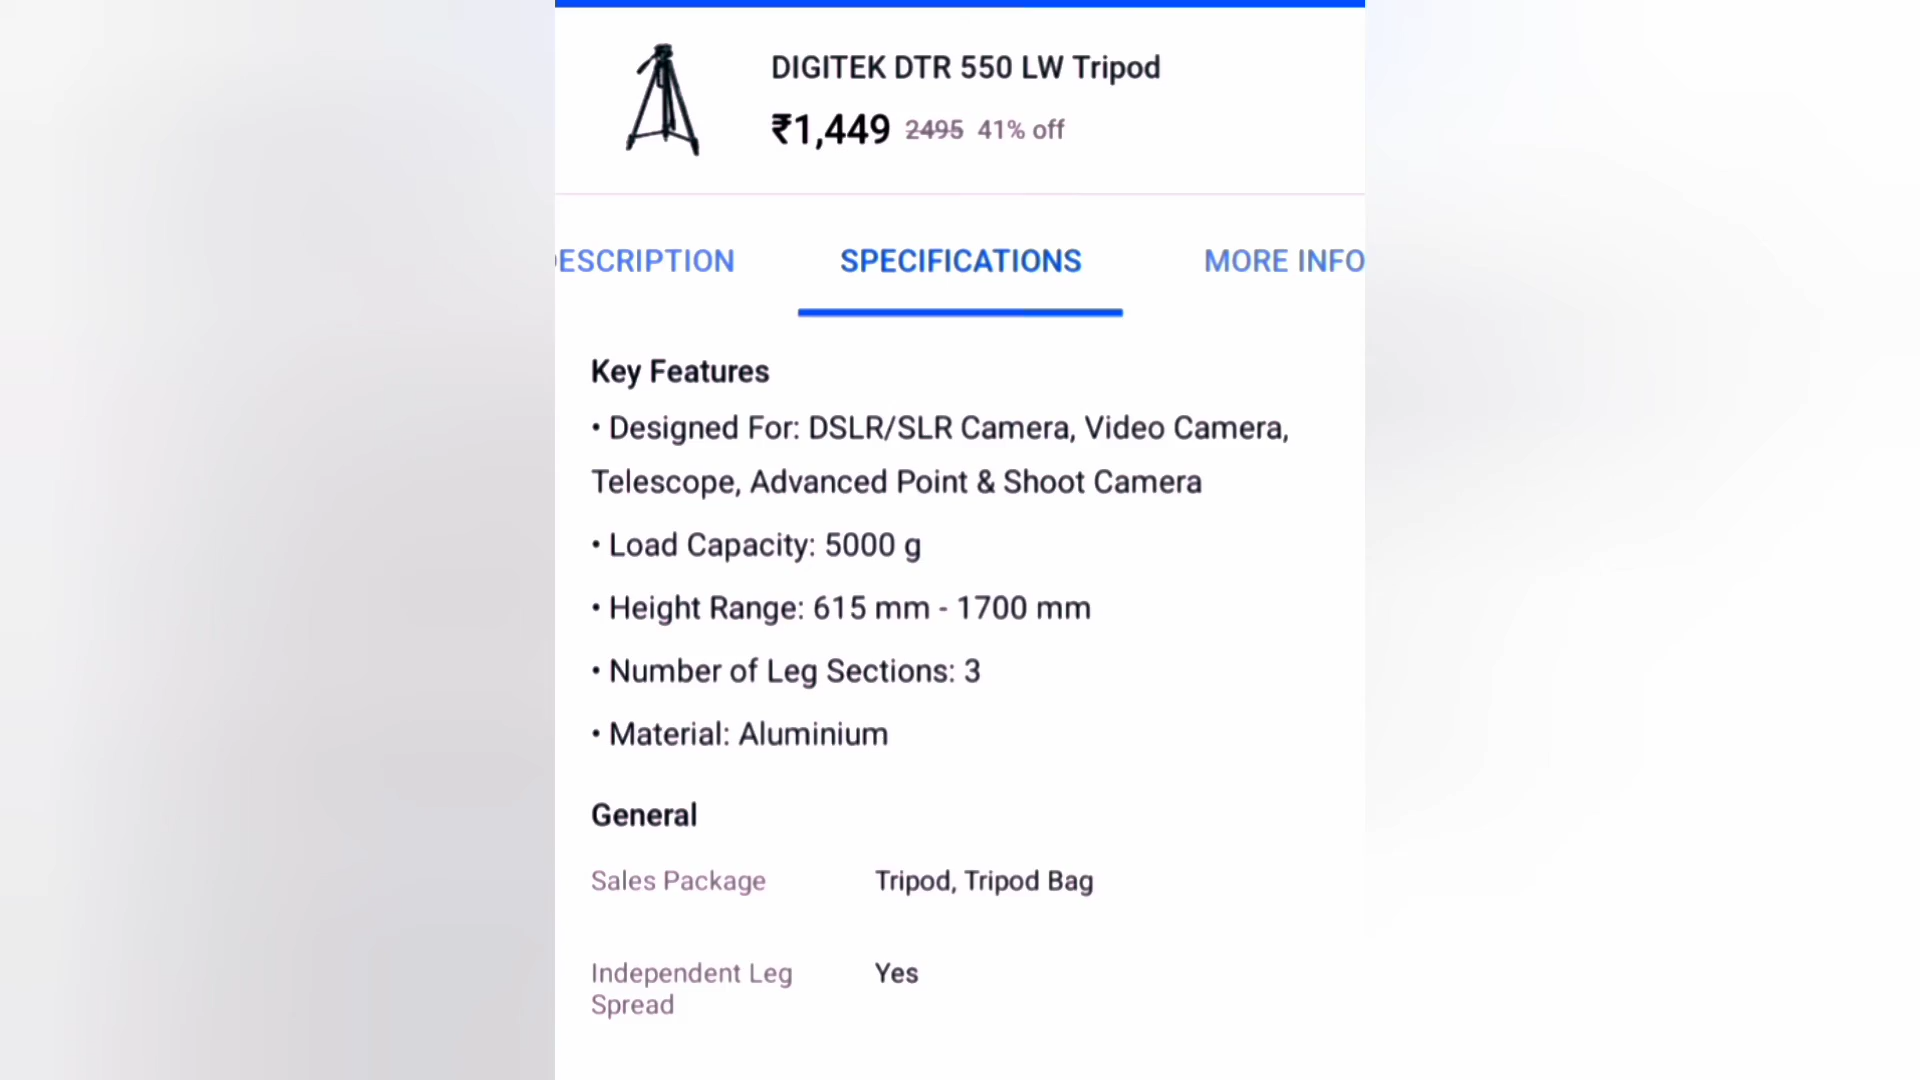 DIGITEK DTR 550 LW Tripod
₹1,449 2495 41% off
ESCRIPTION SPECIFICATIONS MORE INFO
Key Features
• Designed For: DSLR/SLR Camera, Video Camera,
Telescope, Advanced Point & Shoot Camera
• Load Capacity: 5000 g
• Height Range: 615 mm - 1700 mm
• Number of Leg Sections: 3
• Material: Aluminium
General
Sales Package Tripod, Tripod Bag
Independent Leg Yes
Spread